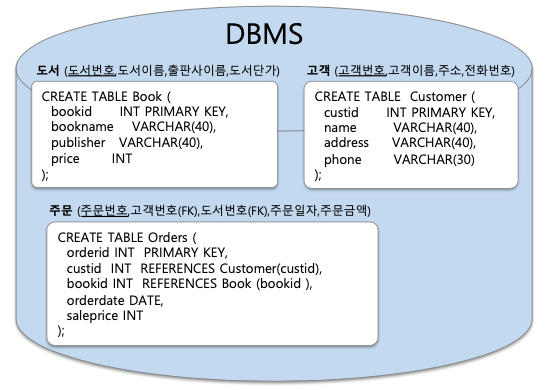 DBMS
도서 (도서번호,도서이름,출판사이름,도서단가)
CREATE TABLE Book (
bookid INT PRIMARY KEY,
bookname VARCHAR(40),
publisher VARCHAR(40),
price INT
);
고객 (고객번호,고객이름,주소,전화번호)
CREATE TABLE Customer (
custid INT PRIMARY KEY,
name VARCHAR(40),
address VARCHAR(40),
phone VARCHAR(30)
);
주문 (주문번호,고객번호(FK),도서번호(FK),주문일자,주문금액)
CREATE TABLE Orders (
orderid INT PRIMARY KEY,
custid INT REFERENCES Customer(custid),
bookid INT REFERENCES Book (bookid ),
orderdate DATE,
saleprice INT
);